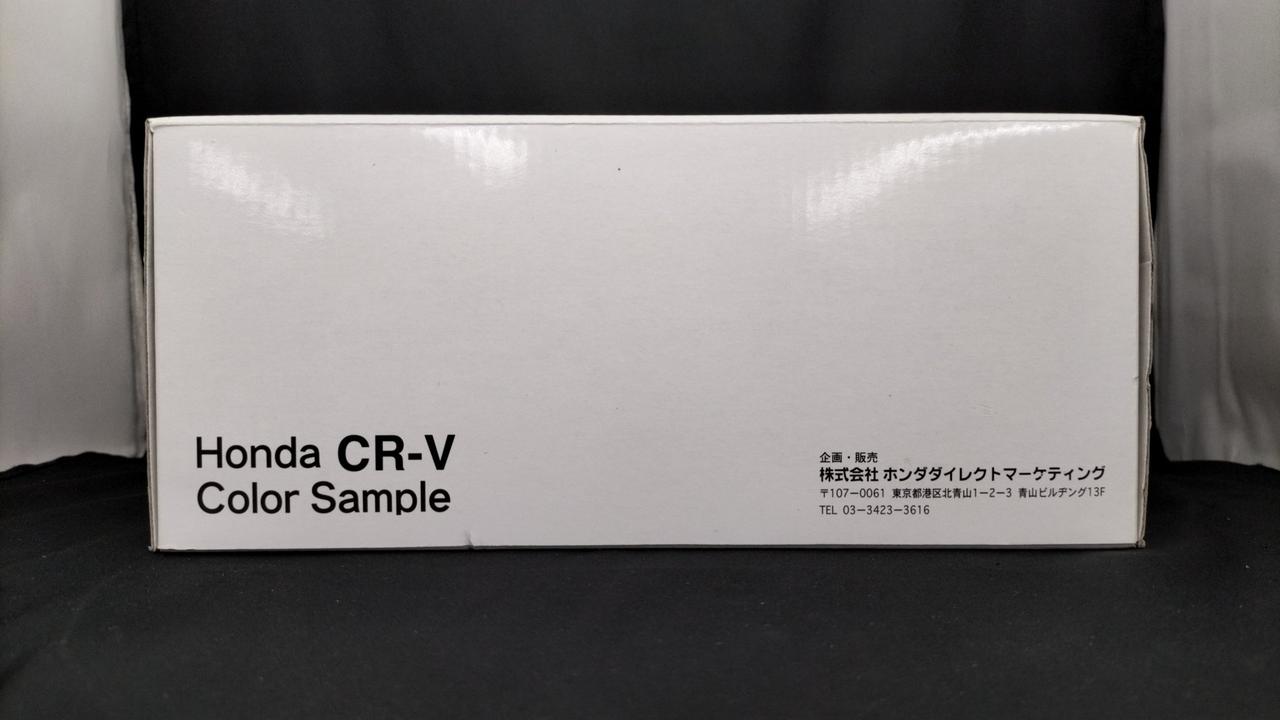 Honda CR-V
Color Sample
企画・販売
株式会社 ホンダダイレクトマーケティング
〒107−0061 東京都港区北青山1−2−3 青山ビルヂング13F
TEL 03−3423−3616